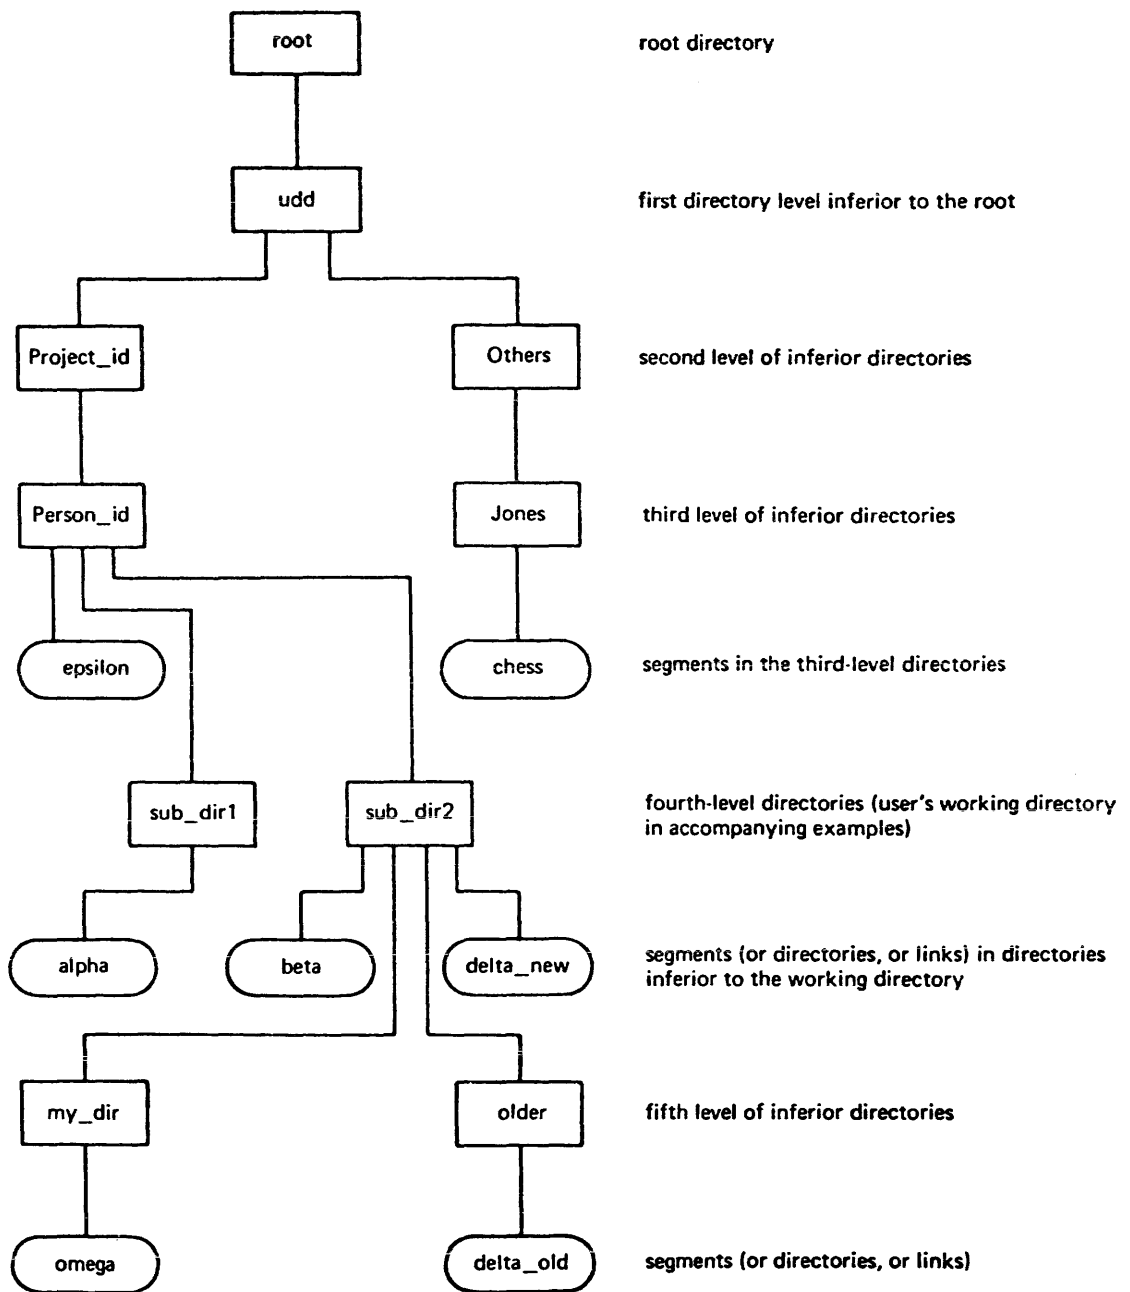 root
root directory
udd
first directory level inferior to the root
Project_id
Others
second level of inferior directories
Person_id
Jones
third level of inferior directories
epsilon
chess
segments in the third-level directories
sub_dir1
sub_dir2
fourth-level directories (user's working directory
in accompanying examples)
alpha
beta
delta_new
segments (or directories, or links) in directories
inferior to the working directory
my_dir
older
fifth level of inferior directories
omega
delta_old
segments (or directories, or links)